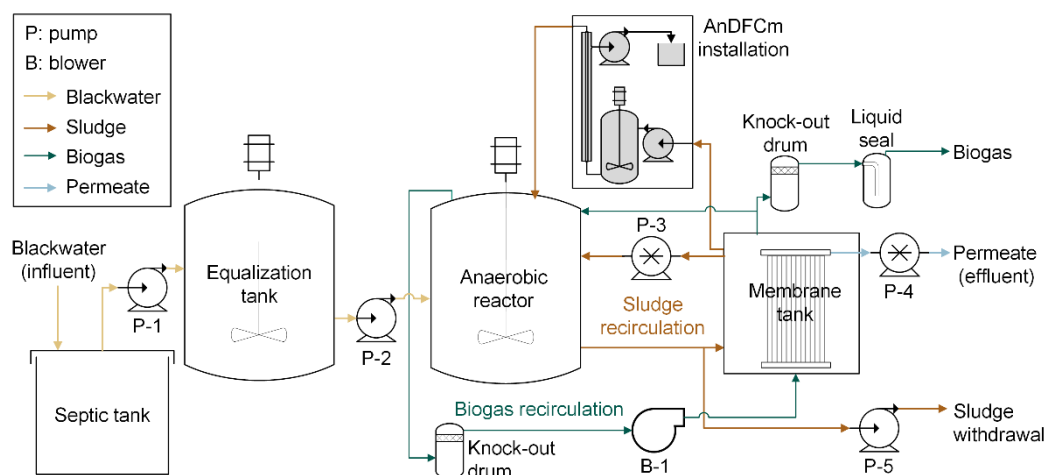 P: pump
B: blower
Blackwater
Sludge
Biogas
Permeate
AnDFCm
installation
Knock-out
drum
Liquid
seal
Biogas
Blackwater
(influent)
P-1
Equalization
tank
P-2
Anaerobic
reactor
P-3
Sludge
recirculation
Membrane
tank
P-4
Permeate
(effluent)
Septic tank
Biogas recirculation
Knock-out
drum
B-1
P-5
Sludge
withdrawal